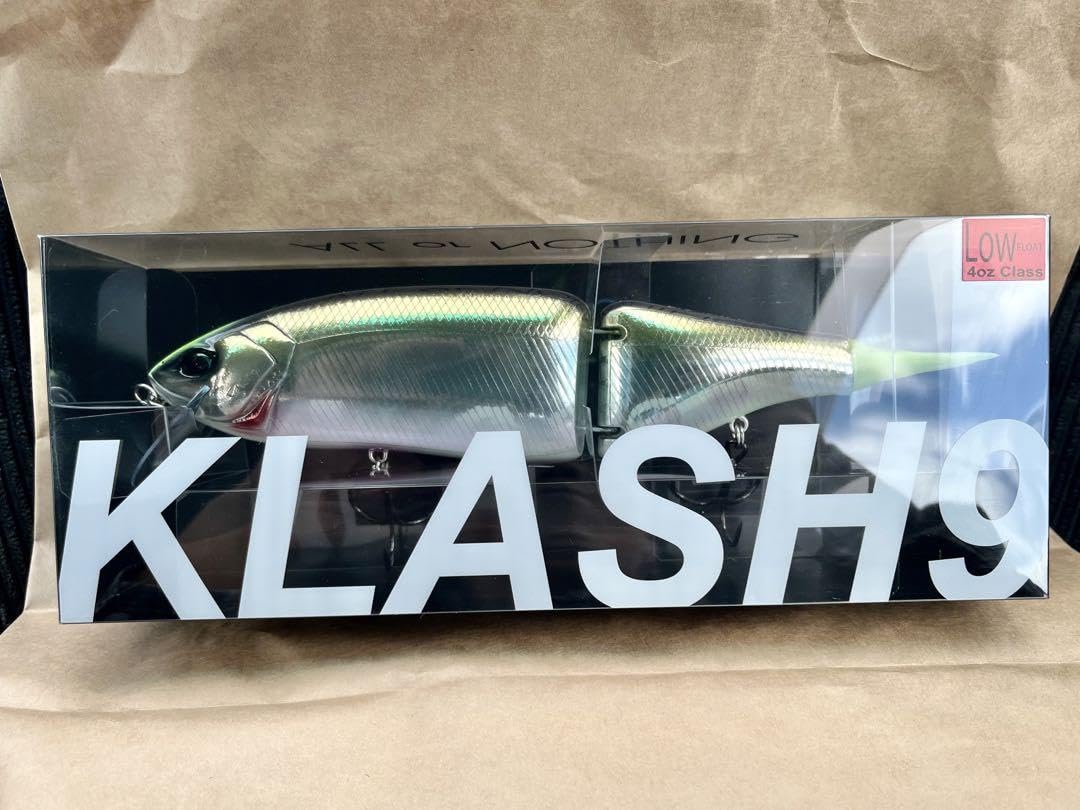 ALL or NOTHING
LOW FLOAT
4oz Class
KLASH9